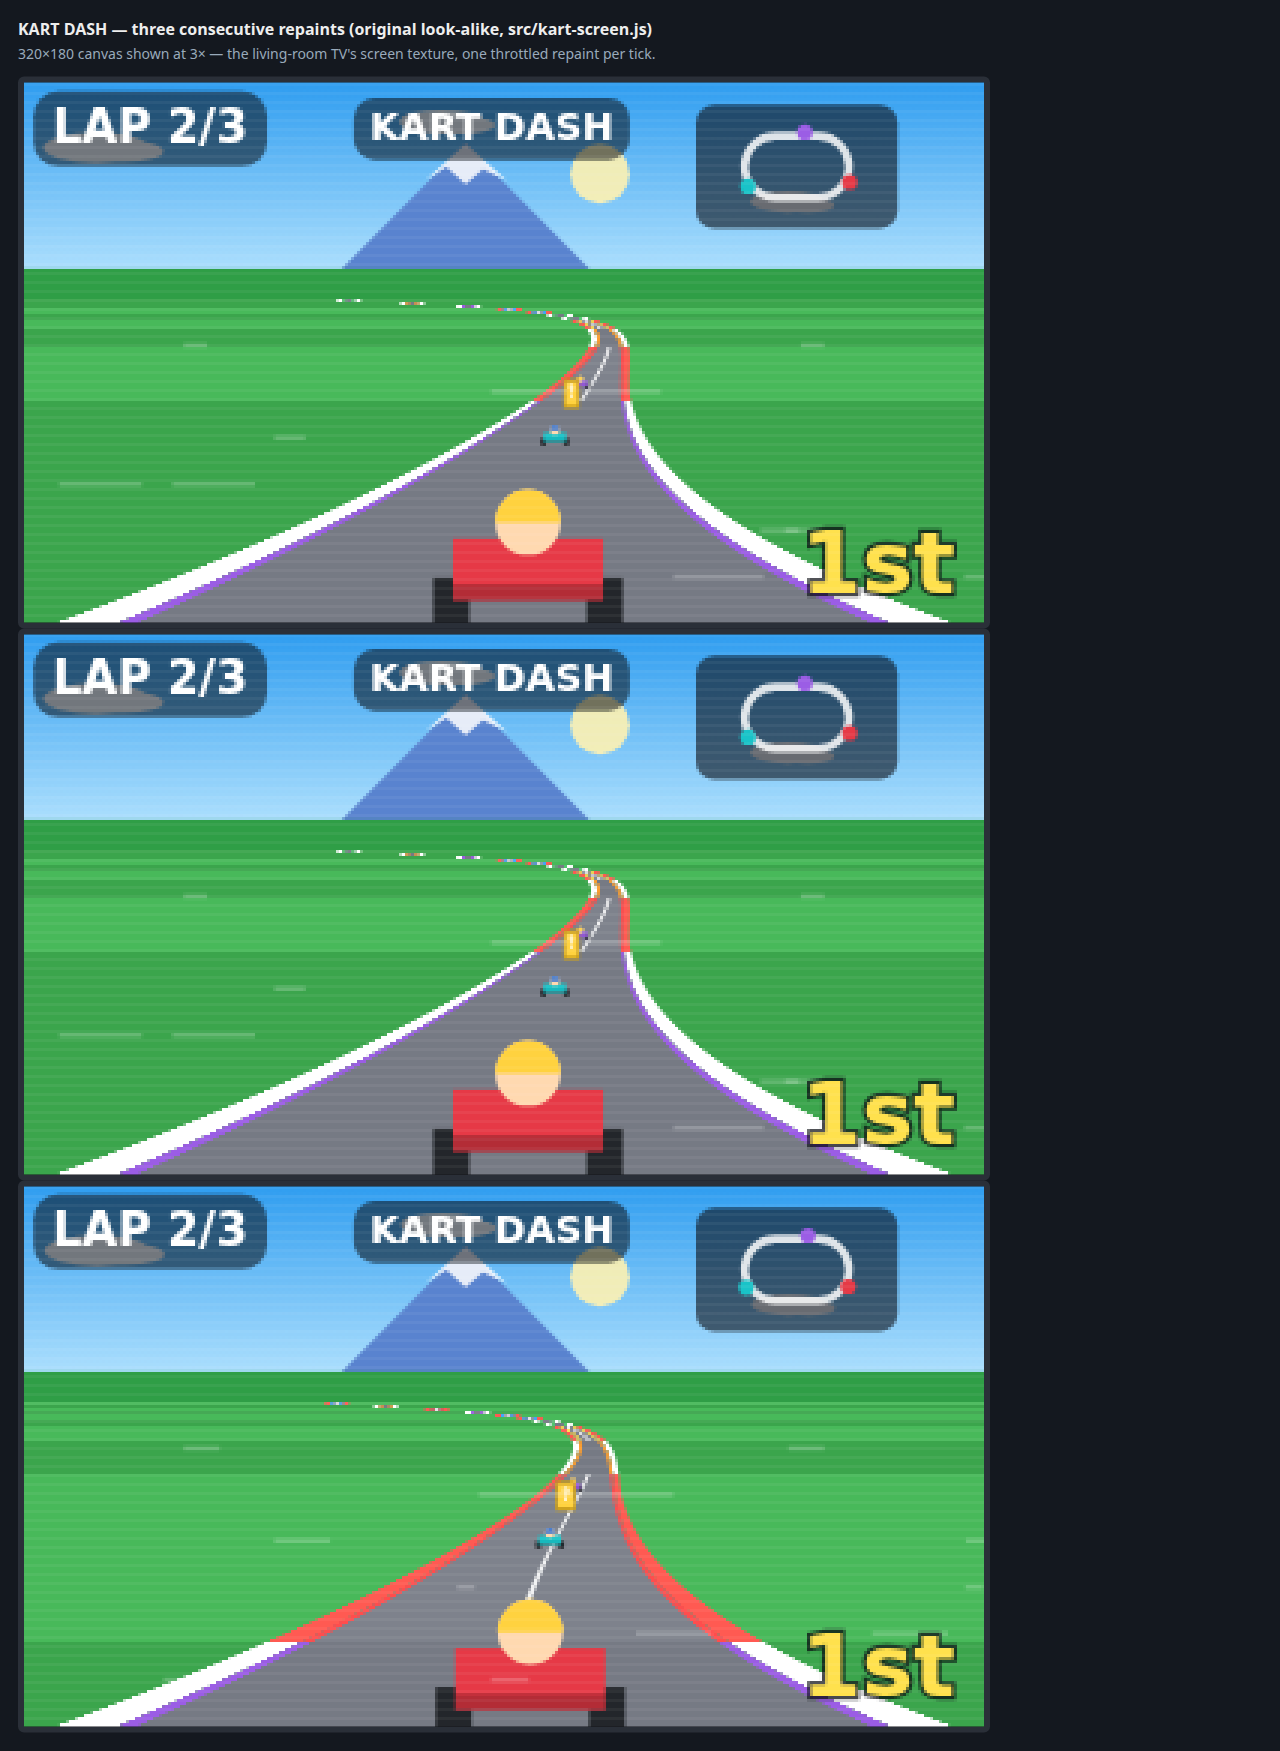 KART DASH — three consecutive repaints (original look-alike, src/kart-screen.js)
320×180 canvas shown at 3× — the living-room TV's screen texture, one throttled repaint per tick.
LAP 2/3
KART DASH
1st
LAP 2/3
KART DASH
1st
LAP 2/3
KART DASH
1st